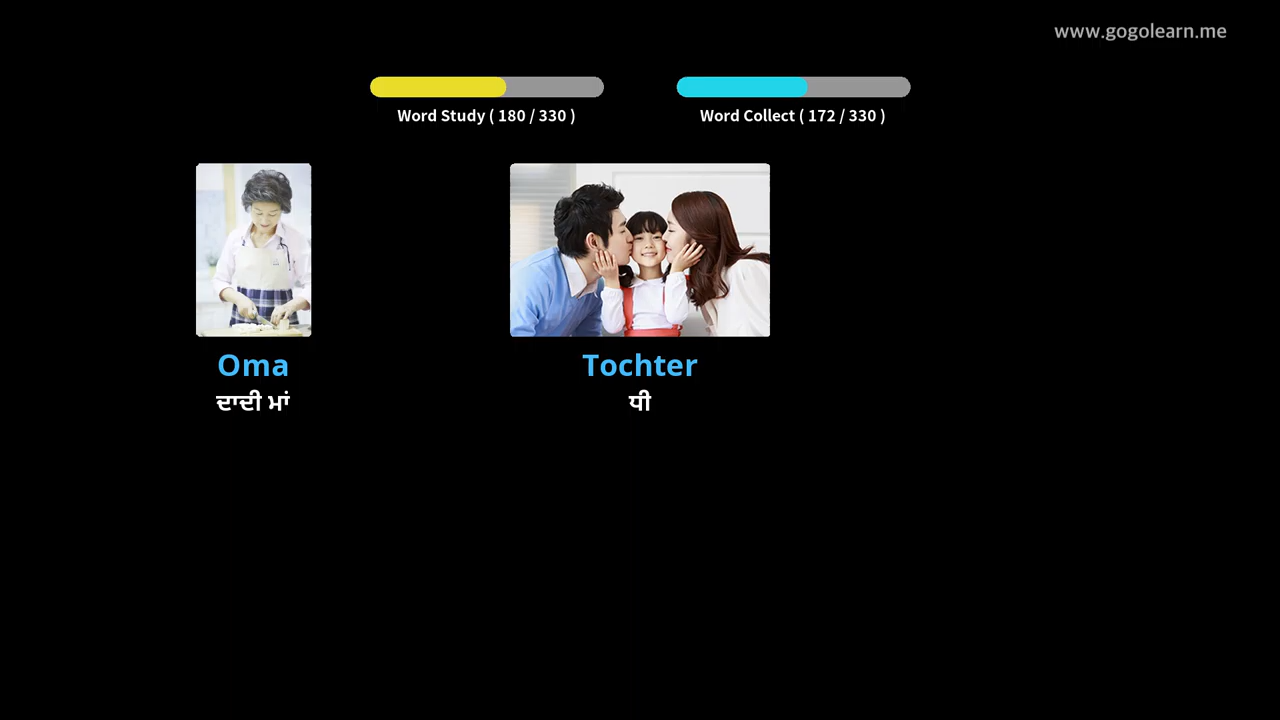 www.gogolearn.me
Word Study ( 180 / 330 )
Word Collect ( 172 / 330 )
Oma
ਦਾਦੀ ਮਾਂ
Tochter
ਧੀ